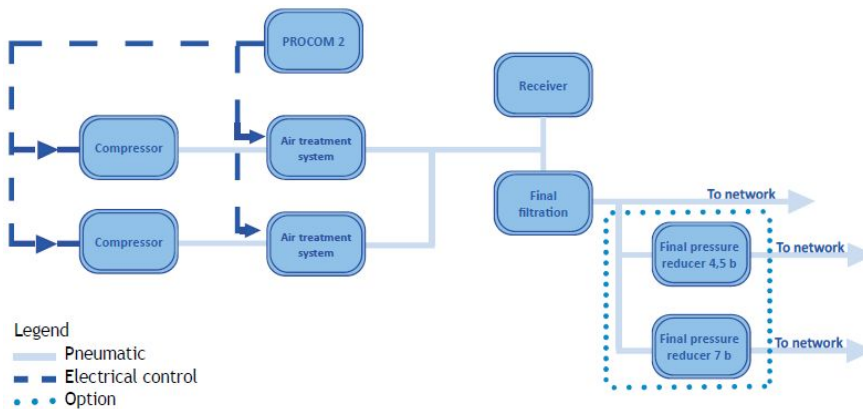 PROCOM 2
Receiver
Compressor
Air treatment
system
Final
filtration
To network
Compressor
Air treatment
system
Final pressure
reducer 4,5 b
To network
Final pressure
reducer 7 b
To network
Legend
Pneumatic
Electrical control
Option